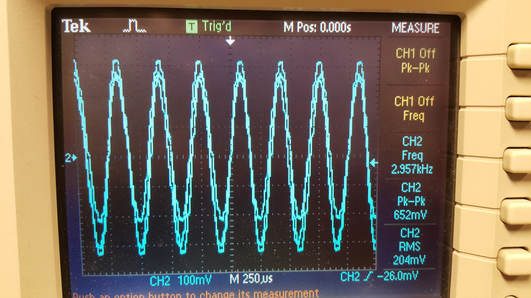 Tek
T Trig'd
M Pos: 0.000s
MEASURE
CH1 Off
Pk-Pk
CH1 Off
Freq
CH2
Freq
2.957kHz
CH2
Pk-Pk
652mV
CH2
RMS
204mV
2
CH2 100mV
M 250µs
CH2 -26.0mV
Push an option button to change its measurement